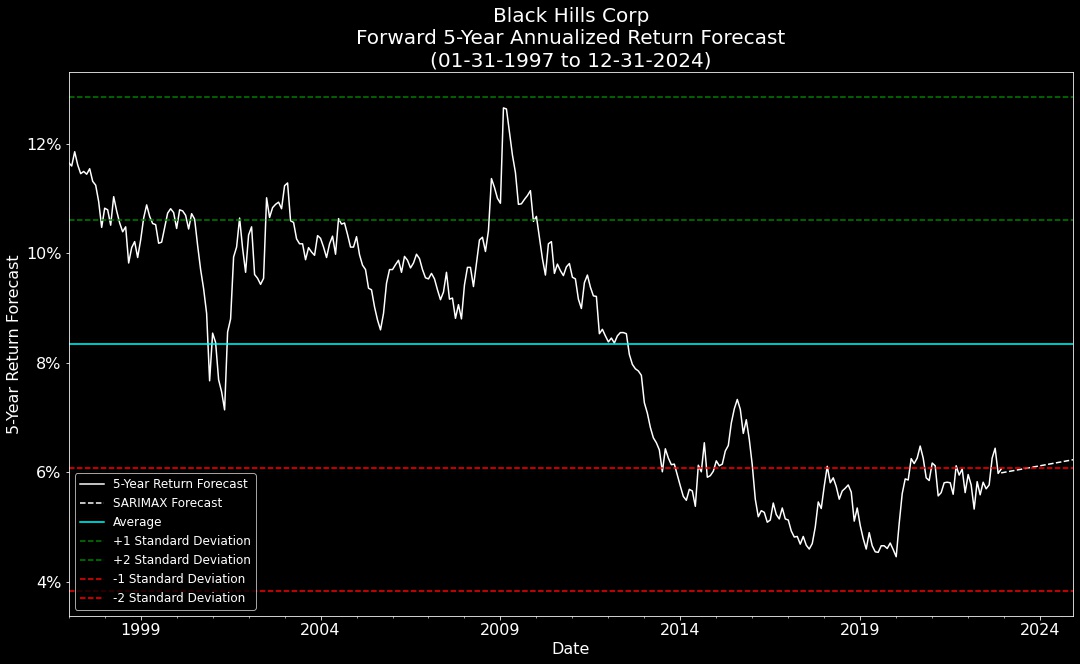 Black Hills Corp
Forward 5-Year Annualized Return Forecast
(01-31-1997 to 12-31-2024)
5-Year Return Forecast
12%
10%
8%
6%
4%
5-Year Return Forecast
SARIMAX Forecast
Average
+1 Standard Deviation
+2 Standard Deviation
-1 Standard Deviation
-2 Standard Deviation
1999 2004 2009 2014 2019 2024
Date